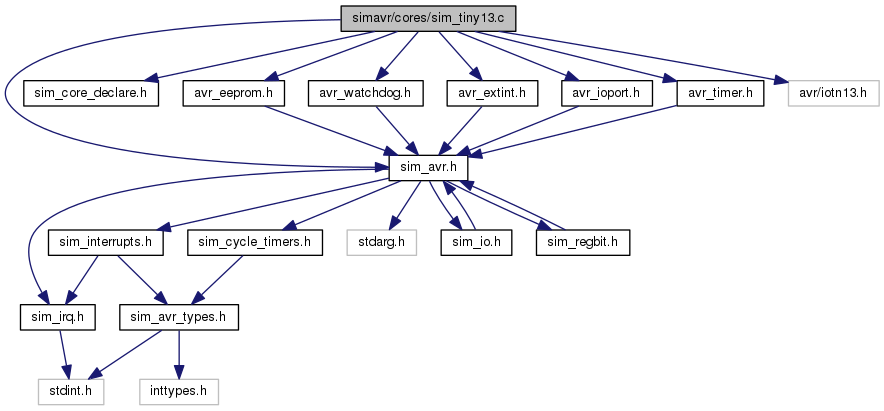 simavr/cores/sim_tiny13.c
sim_core_declare.h
avr_eeprom.h
avr_watchdog.h
avr_extint.h
avr_ioport.h
avr_timer.h
avr/iotn13.h
sim_avr.h
sim_interrupts.h
sim_cycle_timers.h
stdarg.h
sim_io.h
sim_regbit.h
sim_irq.h
sim_avr_types.h
stdint.h
inttypes.h